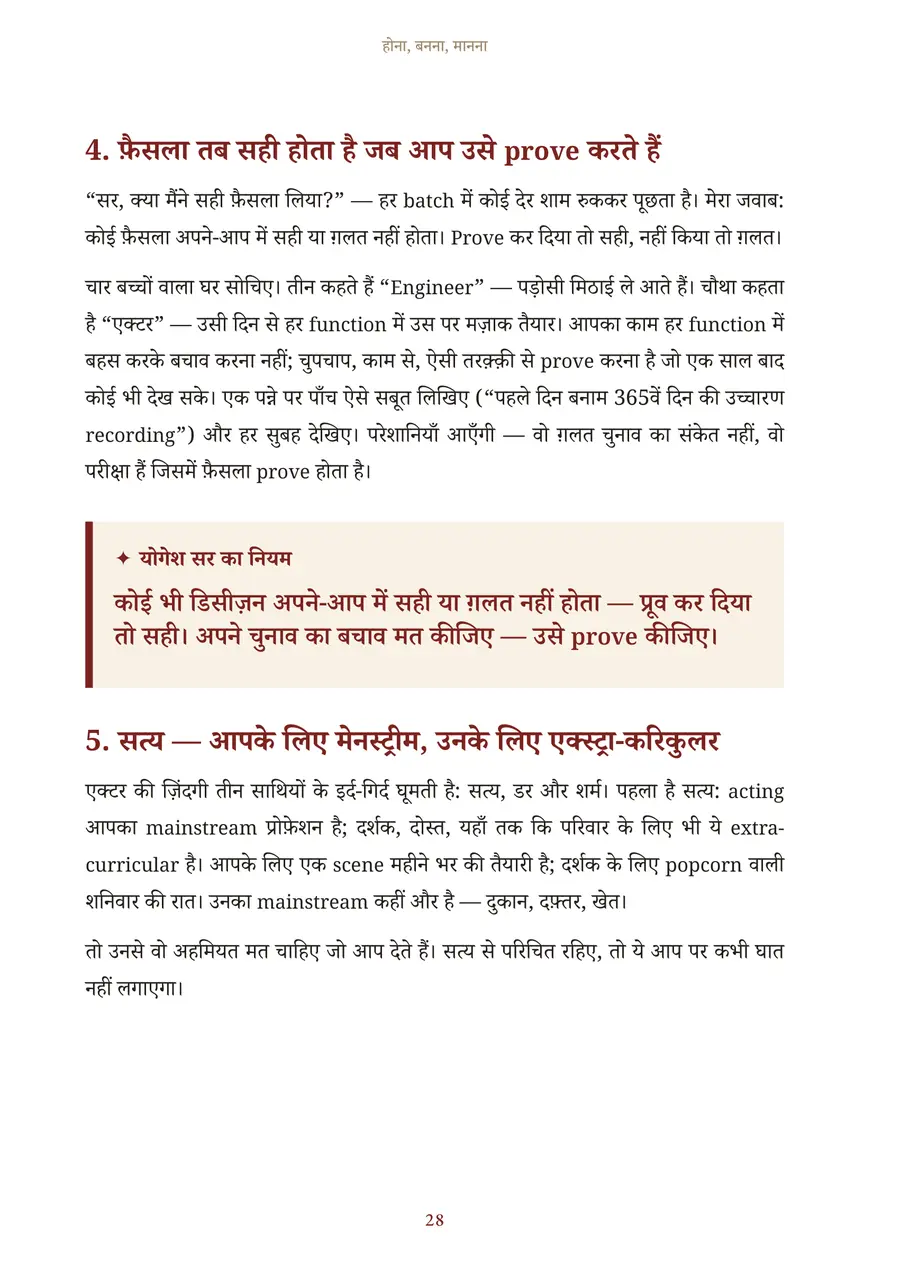 होना, बनना, मानना
4. फ़ैसला तब सही होता है जब आप उसे prove करते हैं
“सर, क्या मैंने सही फ़ैसला लिया?” — हर batch में कोई देर शाम रुककर पूछता है। मेरा जवाब:
कोई फ़ैसला अपने-आप में सही या ग़लत नहीं होता। Prove कर दिया तो सही, नहीं किया तो ग़लत।
चार बच्चों वाला घर सोचिए। तीन कहते हैं “Engineer” — पड़ोसी मिठाई ले आते हैं। चौथा कहता
है “एक्टर” — उसी दिन से हर function में उस पर मज़ाक तैयार। आपका काम हर function में
बहस करके बचाव करना नहीं; चुपचाप, काम से, ऐसी तरक़्क़ी से prove करना है जो एक साल बाद
कोई भी देख सके। एक पन्ने पर पाँच ऐसे सबूत लिखिए (“पहले दिन बनाम 365वें दिन की उच्चारण
recording”) और हर सुबह देखिए। परेशानियाँ आएँगी — वो ग़लत चुनाव का संकेत नहीं, वो
परीक्षा हैं जिसमें फ़ैसला prove होता है।
✦ योगेश सर का नियम
कोई भी डिसीज़न अपने-आप में सही या ग़लत नहीं होता — प्रूव कर दिया
तो सही। अपने चुनाव का बचाव मत कीजिए — उसे prove कीजिए।
5. सत्य — आपके लिए मेनस्ट्रीम, उनके लिए एक्स्ट्रा-करिकुलर
एक्टर की ज़िंदगी तीन साथियों के इर्द-गिर्द घूमती है: सत्य, डर और शर्म। पहला है सत्य: acting
आपका mainstream प्रोफ़ेशन है; दर्शक, दोस्त, यहाँ तक कि परिवार के लिए भी ये extra-
curricular है। आपके लिए एक scene महीने भर की तैयारी है; दर्शक के लिए popcorn वाली
शनिवार की रात। उनका mainstream कहीं और है — दुकान, दफ़्तर, खेत।
तो उनसे वो अहमियत मत चाहिए जो आप देते हैं। सत्य से परिचित रहिए, तो ये आप पर कभी घात
नहीं लगाएगा।
28